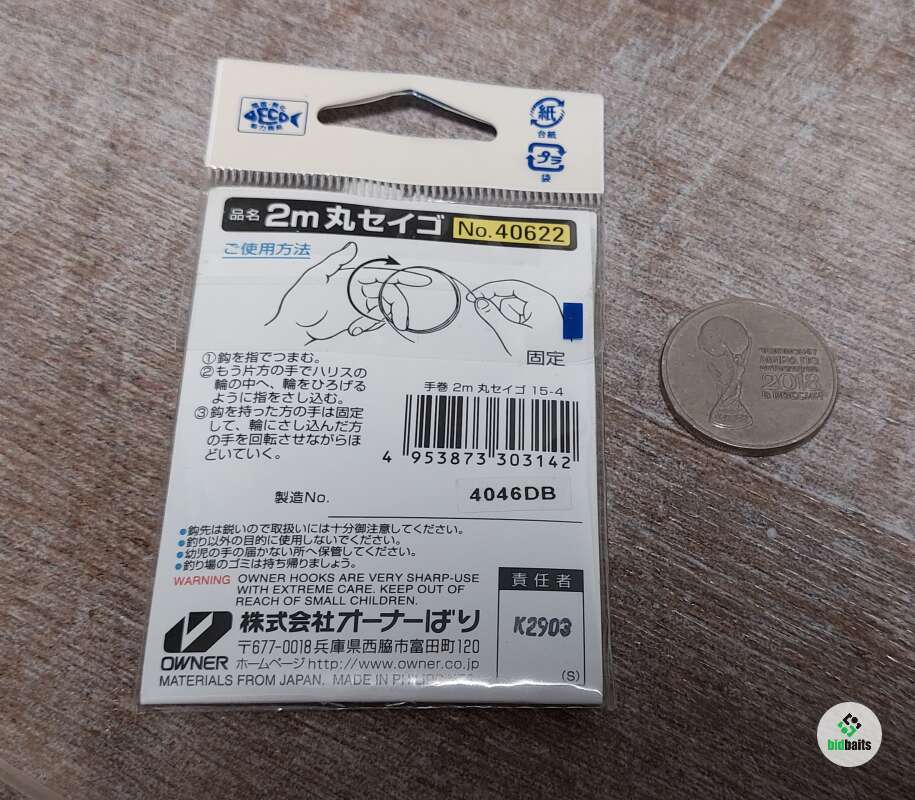 環境・安全
ECO
紙
台紙
プラ
袋
品名 2m 丸セイゴ No.40622
ご使用方法
固定
①鈎を指でつまむ。
②もう片方の手でハリスの
輪の中へ、輪をひろげる
ように指をさし込む。
③鈎を持った方の手は固定
して、輪にさし込んだ方
の手を回転させながらほ
どいていく。
手巻 2m 丸セイゴ 15-4
4 953873 303142
製造No. 4046DB
●鈎先は鋭いので取扱いには十分御注意してください。
●釣り以外の目的に使用しないでください。
●幼児の手の届かない所へ保管してください。
●釣り場のゴミは持ち帰りましょう。
WARNING OWNER HOOKS ARE VERY SHARP-USE
WITH EXTREME CARE. KEEP OUT OF
REACH OF SMALL CHILDREN.
責任者
K2903
(S)
OWNER
株式会社オーナーばり
〒677-0018 兵庫県西脇市富田町120
ホームページ http://www.owner.co.jp
MATERIALS FROM JAPAN. MADE IN
ЧЕМПИОНАТ
МИРА ПО
ФУТБОЛУ FIFA
2018
В РОССИИ
bidbaits